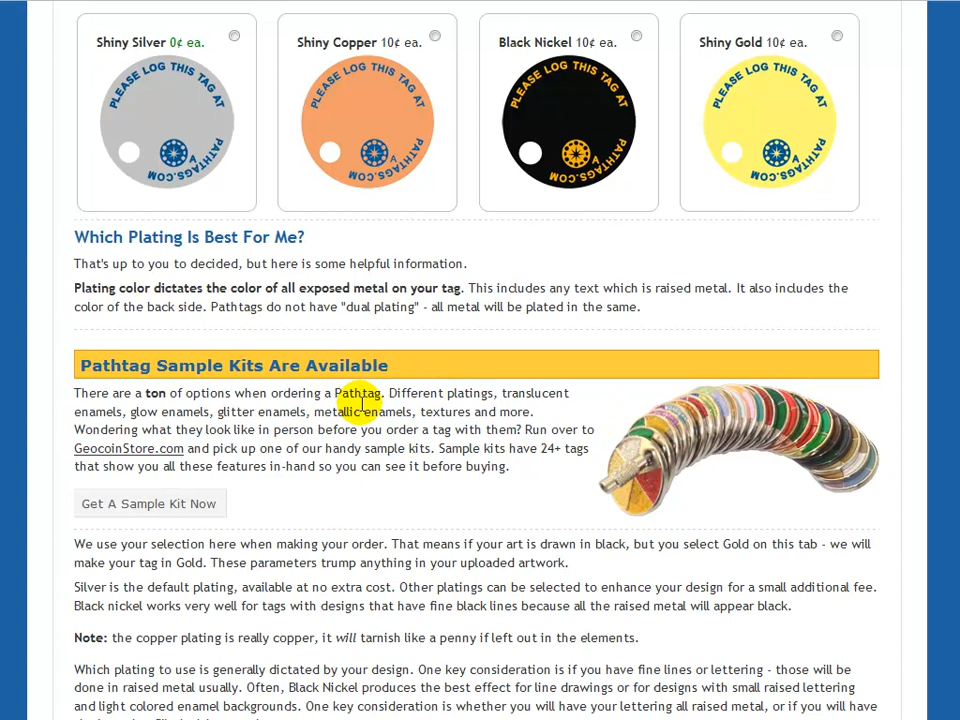 Shiny Silver 0¢ ea.
Shiny Copper 10¢ ea.
Black Nickel 10¢ ea.
Shiny Gold 10¢ ea.
PLEASE LOG THIS TAG AT
PATHTAGS.COM
A
PLEASE LOG THIS TAG AT
PATHTAGS.COM
A
PLEASE LOG THIS TAG AT
PATHTAGS.COM
A
PLEASE LOG THIS TAG AT
PATHTAGS.COM
A
Which Plating Is Best For Me?
That's up to you to decided, but here is some helpful information.
Plating color dictates the color of all exposed metal on your tag. This includes any text which is raised metal. It also includes the
color of the back side. Pathtags do not have "dual plating" - all metal will be plated in the same.
Pathtag Sample Kits Are Available
There are a ton of options when ordering a Pathtag. Different platings, translucent
enamels, glow enamels, glitter enamels, metallic enamels, textures and more.
Wondering what they look like in person before you order a tag with them? Run over to
GeocoinStore.com and pick up one of our handy sample kits. Sample kits have 24+ tags
that show you all these features in-hand so you can see it before buying.
Get A Sample Kit Now
We use your selection here when making your order. That means if your art is drawn in black, but you select Gold on this tab - we will
make your tag in Gold. These parameters trump anything in your uploaded artwork.
Silver is the default plating, available at no extra cost. Other platings can be selected to enhance your design for a small additional fee.
Black nickel works very well for tags with designs that have fine black lines because all the raised metal will appear black.
Note: the copper plating is really copper, it will tarnish like a penny if left out in the elements.
Which plating to use is generally dictated by your design. One key consideration is if you have fine lines or lettering - those will be
done in raised metal usually. Often, Black Nickel produces the best effect for line drawings or for designs with small raised lettering
and light colored enamel backgrounds. One key consideration is whether you will have your lettering all raised metal, or if you will have